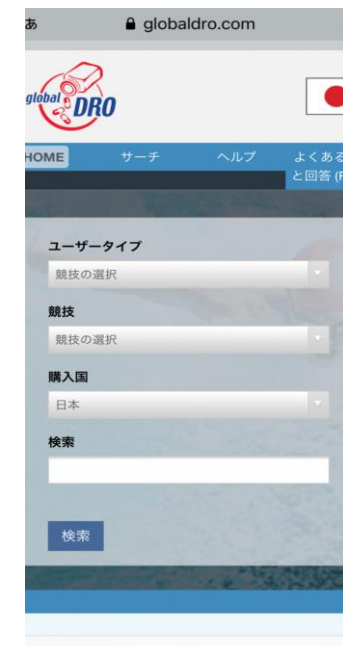 あ
globaldro.com
global DRO
HOME サーチ ヘルプ よくある
と回答 (F
ユーザータイプ
競技の選択
競技
競技の選択
購入国
日本
検索
検索